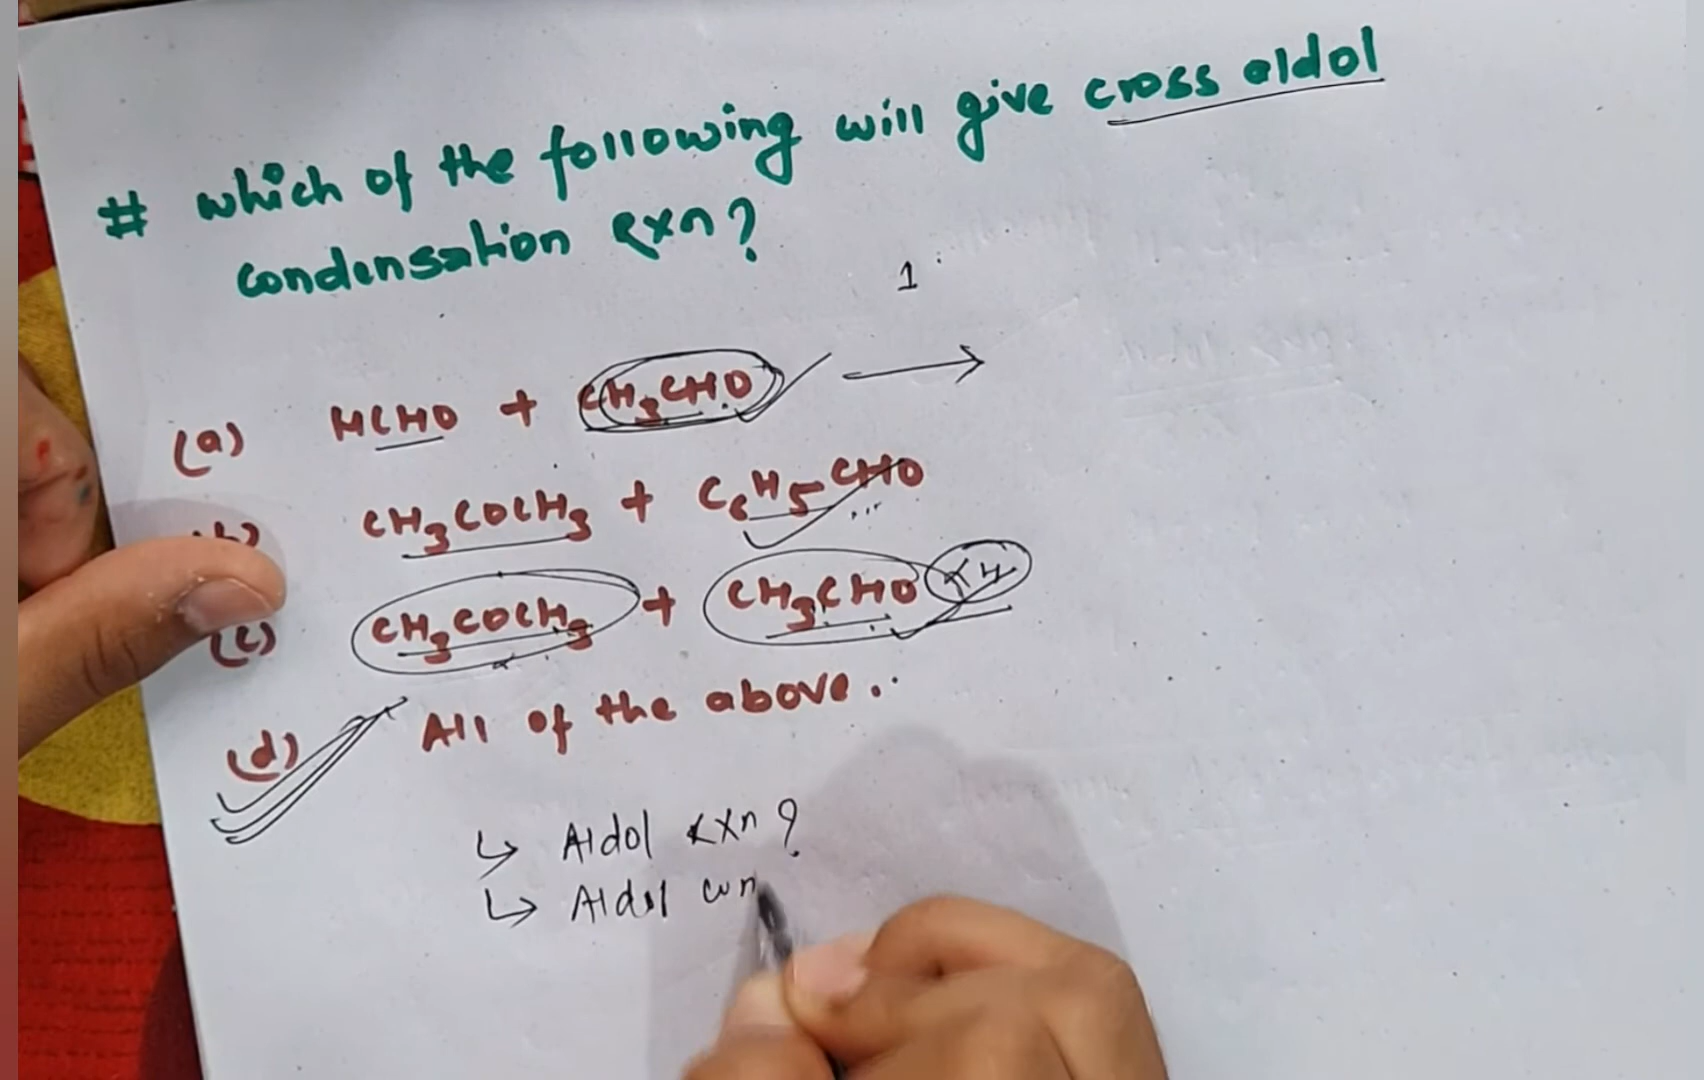 # which of the following will give cross aldol
condensation rxn?
1
(a) HCHO + CH3CHO →
(b) CH3COCH3 + C6H5CHO
(c) CH3COCH3 + CH3CHO
(d) All of the above..
↳ Aldol rxn?
↳ Aldol con